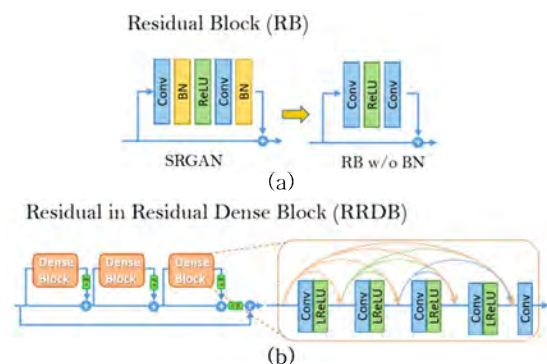 Residual Block (RB)
Conv
BN
ReLU
Conv
BN
Conv
ReLU
Conv
SRGAN
RB w/o BN
(a)
Residual in Residual Dense Block (RRDB)
Dense
Block
Dense
Block
Dense
Block
Conv
LReLU
Conv
LReLU
Conv
LReLU
Conv
LReLU
Conv
(b)